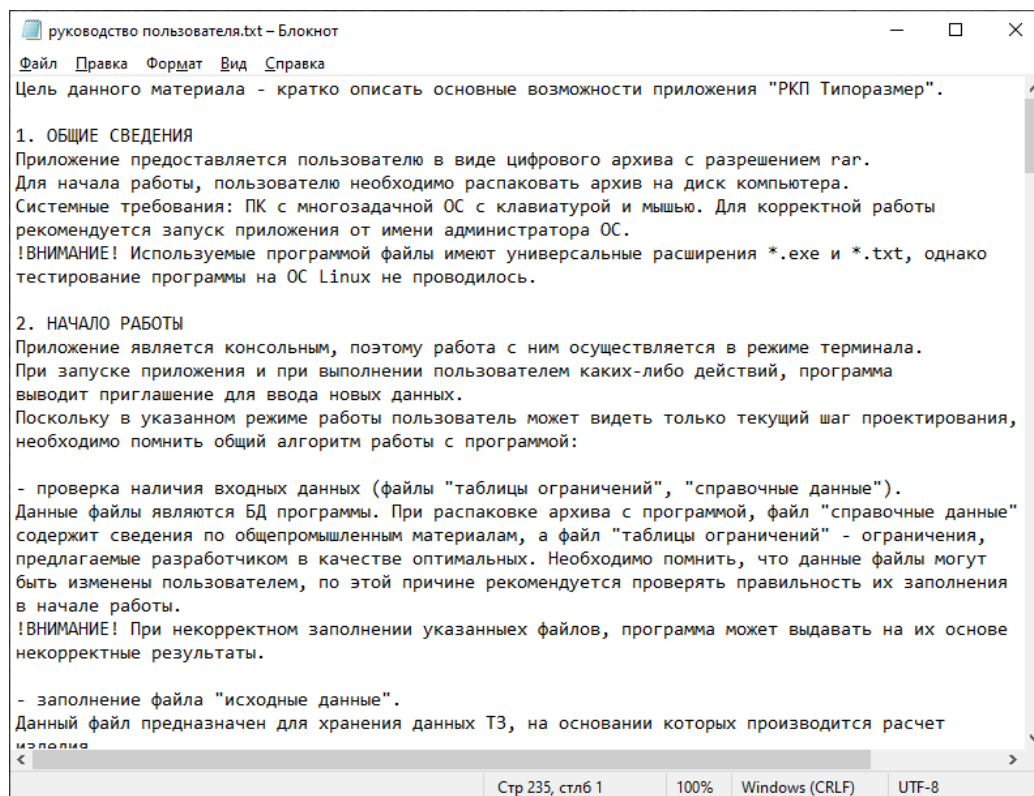 руководство пользователя.txt – Блокнот
Файл Правка Формат Вид Справка
Цель данного материала - кратко описать основные возможности приложения "РКП Типоразмер".
1. ОБЩИЕ СВЕДЕНИЯ
Приложение предоставляется пользователю в виде цифрового архива с разрешением rar.
Для начала работы, пользователю необходимо распаковать архив на диск компьютера.
Системные требования: ПК с многозадачной ОС с клавиатурой и мышью. Для корректной работы
рекомендуется запуск приложения от имени администратора ОС.
!ВНИМАНИЕ! Используемые программой файлы имеют универсальные расширения *.exe и *.txt, однако
тестирование программы на ОС Linux не проводилось.
2. НАЧАЛО РАБОТЫ
Приложение является консольным, поэтому работа с ним осуществляется в режиме терминала.
При запуске приложения и при выполнении пользователем каких-либо действий, программа
выводит приглашение для ввода новых данных.
Поскольку в указанном режиме работы пользователь может видеть только текущий шаг проектирования,
необходимо помнить общий алгоритм работы с программой:
- проверка наличия входных данных (файлы "таблицы ограничений", "справочные данные").
Данные файлы являются БД программы. При распаковке архива с программой, файл "справочные данные"
содержит сведения по общепромышленным материалам, а файл "таблицы ограничений" - ограничения,
предлагаемые разработчиком в качестве оптимальных. Необходимо помнить, что данные файлы могут
быть изменены пользователем, по этой причине рекомендуется проверять правильность их заполнения
в начале работы.
!ВНИМАНИЕ! При некорректном заполнении указанныех файлов, программа может выдавать на их основе
некорректные результаты.
- заполнение файла "исходные данные".
Данный файл предназначен для хранения данных ТЗ, на основании которых производится расчет
изделия
Стр 235, стлб 1 100% Windows (CRLF) UTF-8